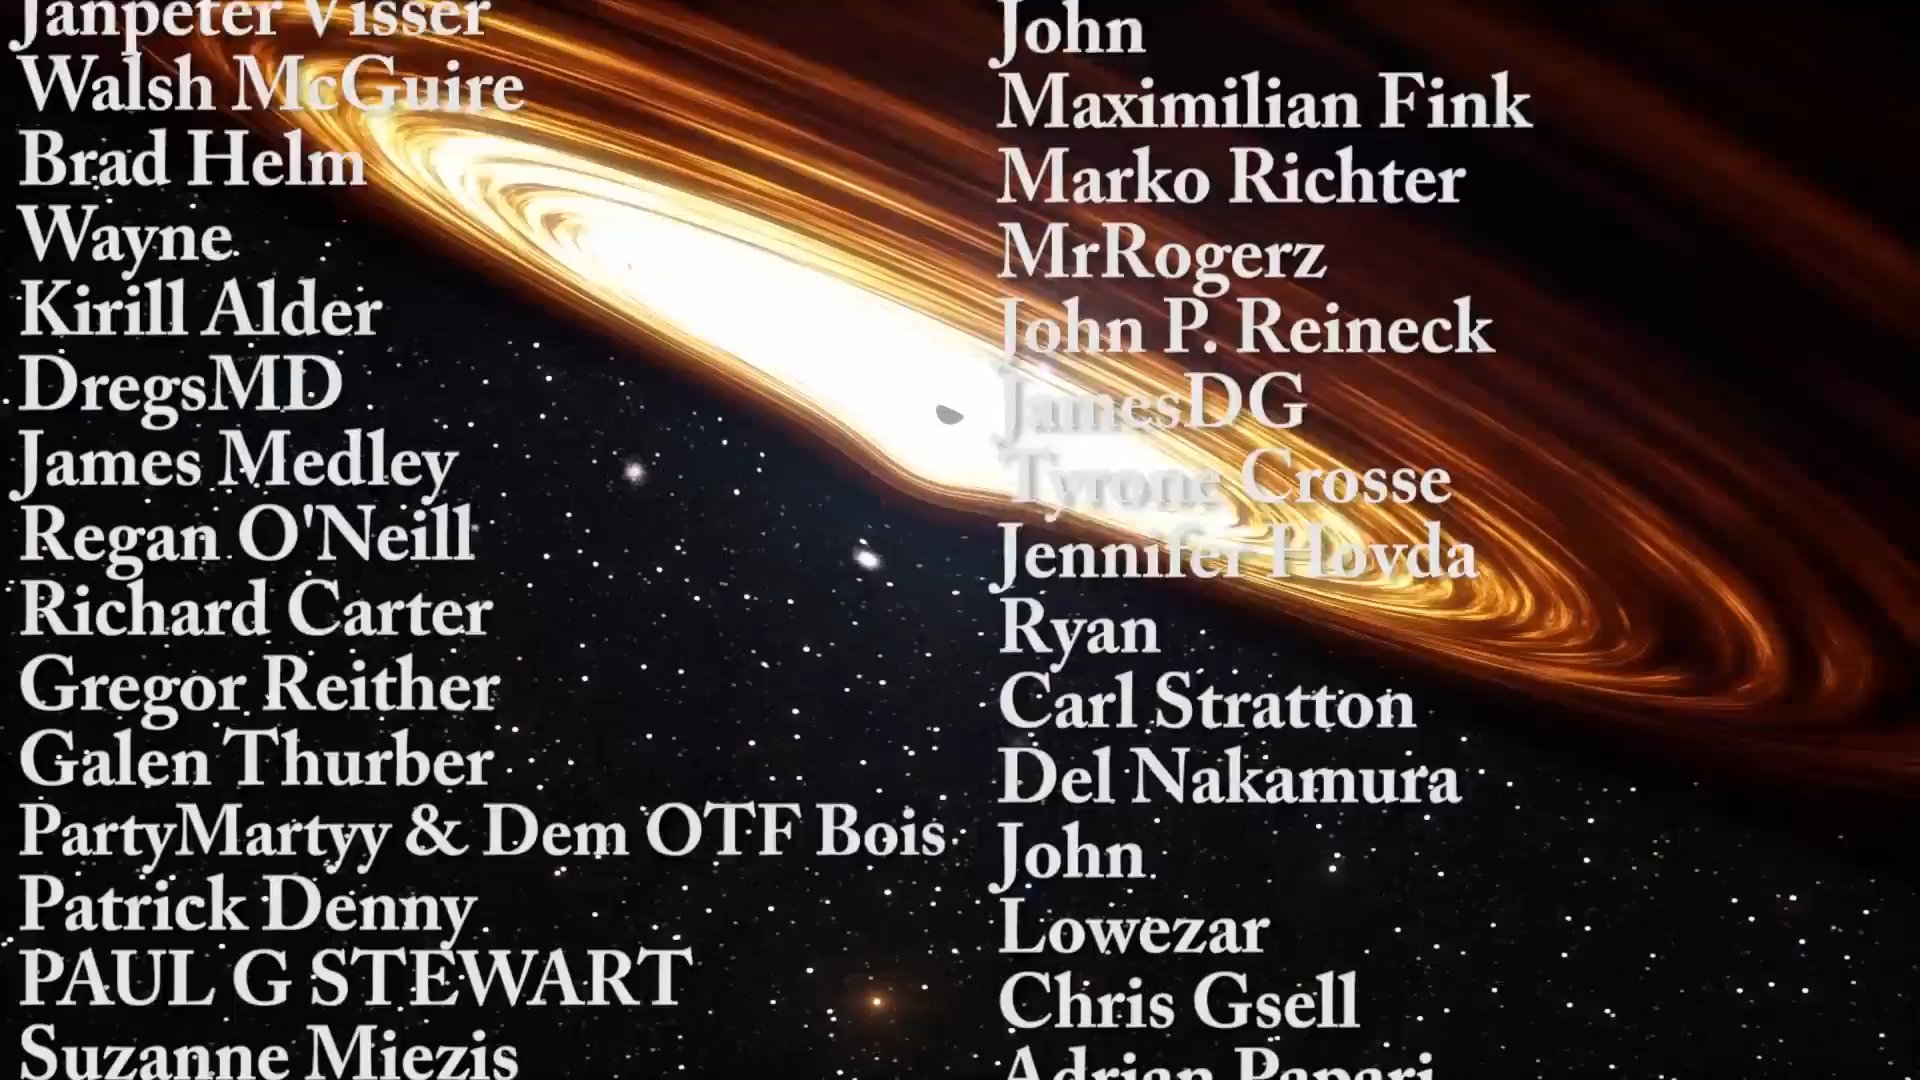 Janpeter Visser
Walsh McGuire
Brad Helm
Wayne
Kirill Alder
DregsMD
James Medley
Regan O'Neill
Richard Carter
Gregor Reither
Galen Thurber
PartyMartyy & Dem OTF Bois
Patrick Denny
PAUL G STEWART
Suzanne Miezis
John
Maximilian Fink
Marko Richter
MrRogerz
John P. Reineck
JamesDG
Tyrone Crosse
Jennifer Hovda
Ryan
Carl Stratton
Del Nakamura
John
Lowezar
Chris Gsell
Adrian Papari